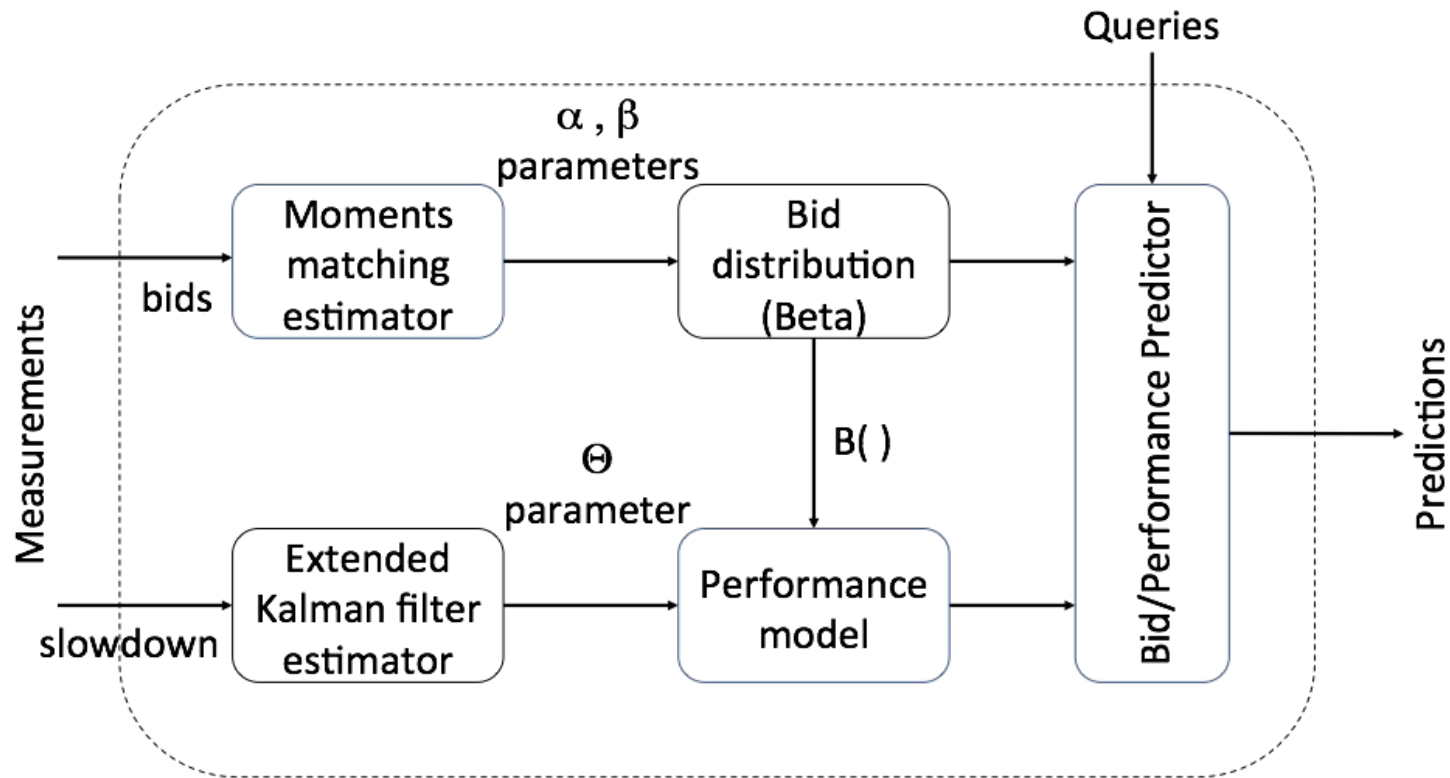 Queries
α , β
parameters
Moments
matching
estimator
Bid
distribution
(Beta)
bids
Measurements
Bid/Performance Predictor
Predictions
B( )
Θ
parameter
Extended
Kalman filter
estimator
Performance
model
slowdown